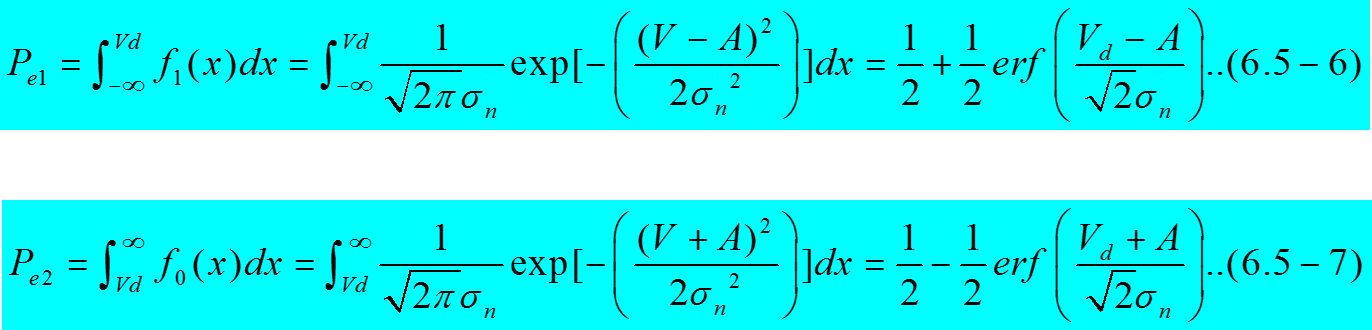 P_{e1} = ∫_{-∞}^{Vd} f_1(x)dx = ∫_{-∞}^{Vd} \frac{1}{\sqrt{2π}σ_n} exp[-(\frac{(V - A)^2}{2σ_n^2})]dx = \frac{1}{2} + \frac{1}{2} erf(\frac{V_d - A}{\sqrt{2}σ_n})..(6.5 - 6)
P_{e2} = ∫_{Vd}^{∞} f_0(x)dx = ∫_{Vd}^{∞} \frac{1}{\sqrt{2π}σ_n} exp[-(\frac{(V + A)^2}{2σ_n^2})]dx = \frac{1}{2} - \frac{1}{2} erf(\frac{V_d + A}{\sqrt{2}σ_n})..(6.5 - 7)